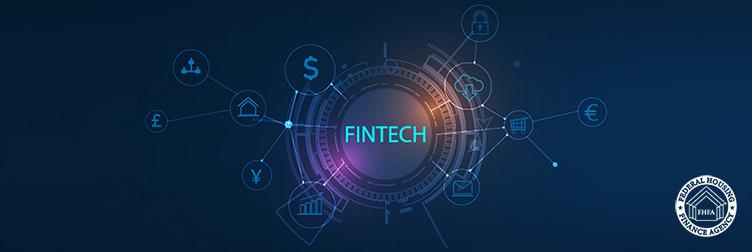 $
£
FINTECH
€
¥
FEDERAL HOUSING
FHFA
FINANCE AGENCY